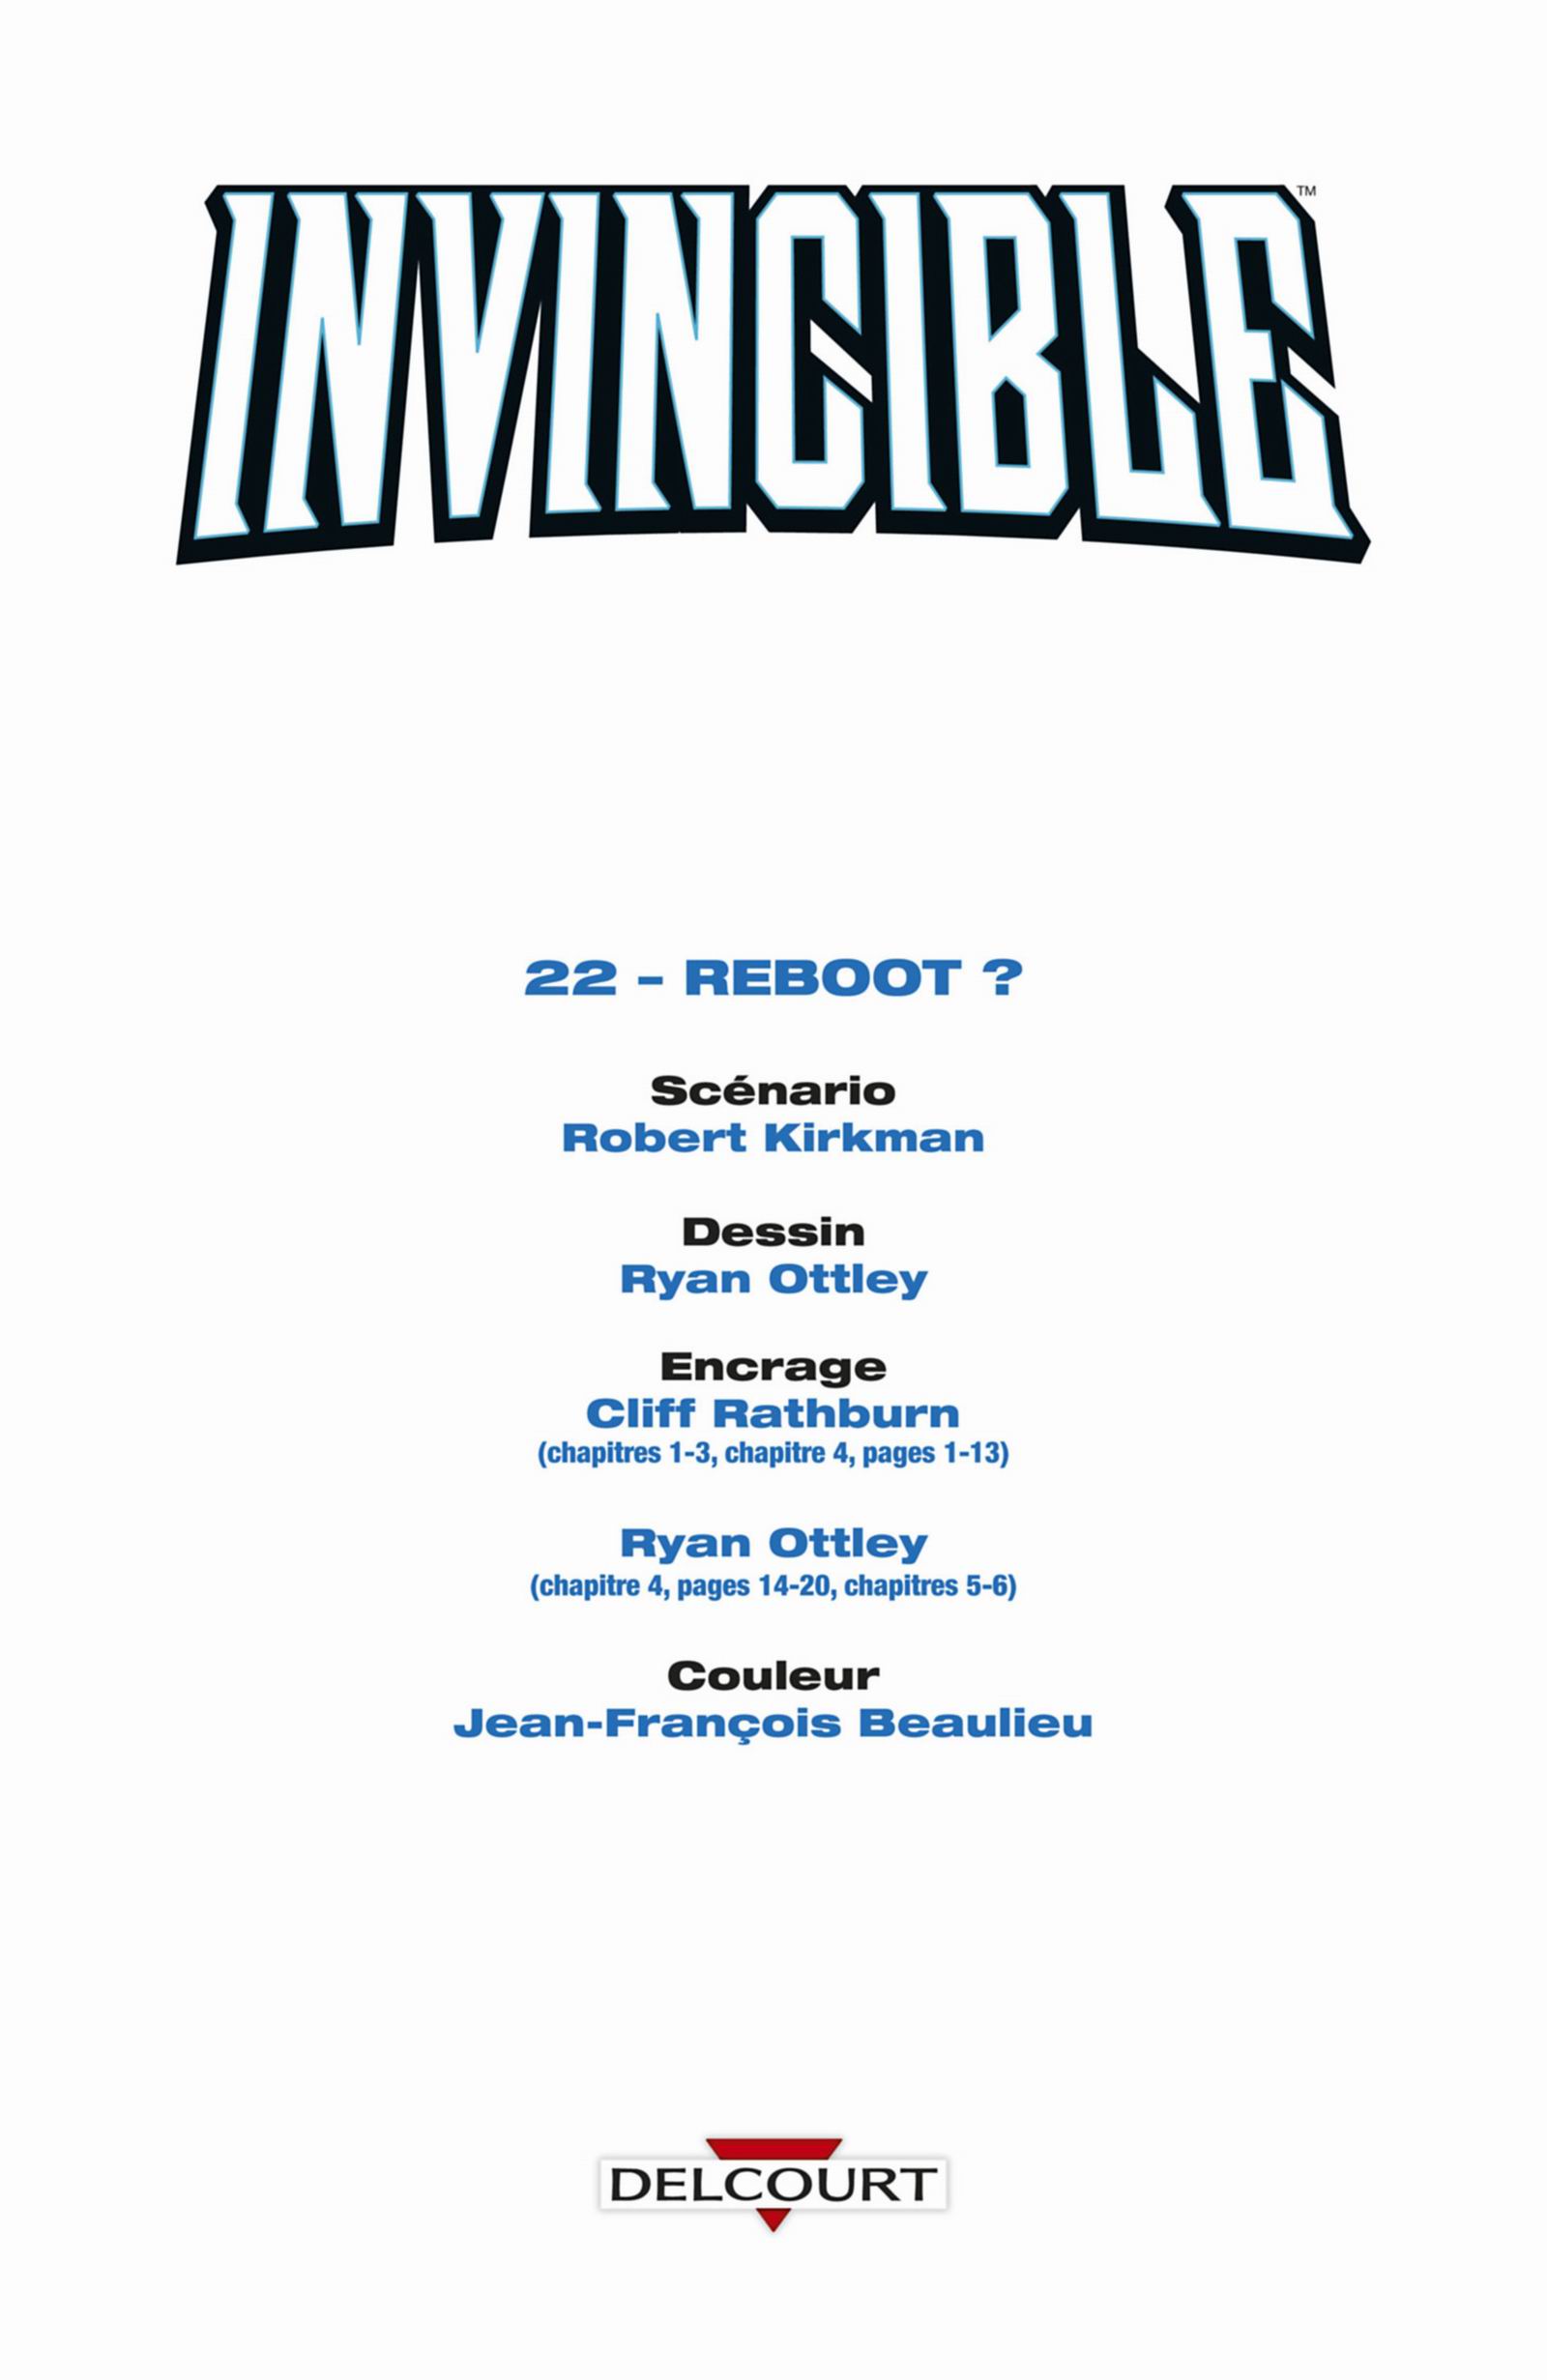 INVINCIBLE™
22 - REBOOT ?
Scénario
Robert Kirkman
Dessin
Ryan Ottley
Encrage
Cliff Rathburn
(chapitres 1-3, chapitre 4, pages 1-13)
Ryan Ottley
(chapitre 4, pages 14-20, chapitres 5-6)
Couleur
Jean-François Beaulieu
DELCOURT